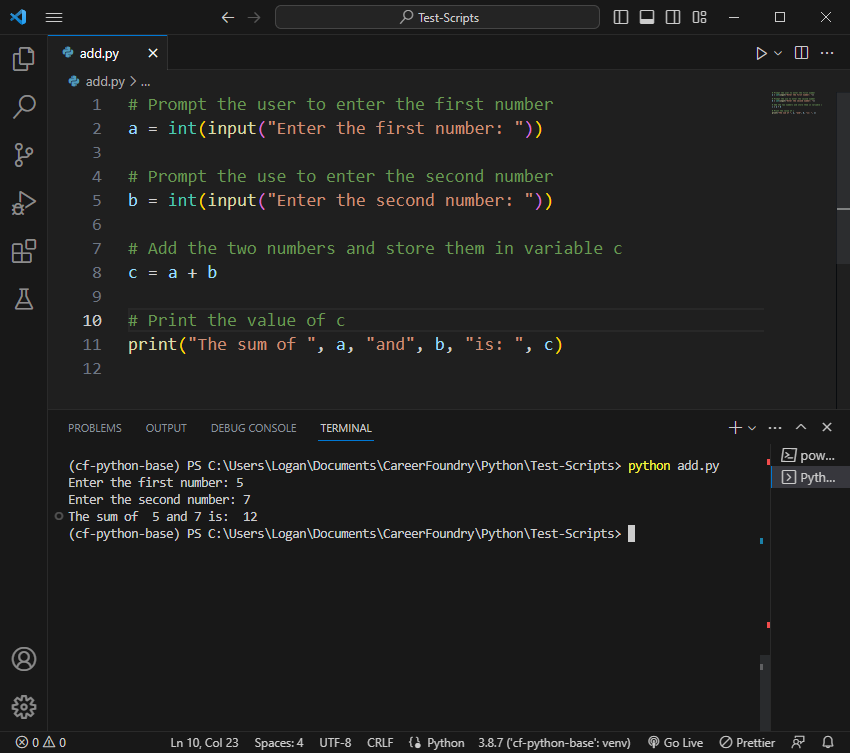 Test-Scripts
add.py
add.py > ...
1 # Prompt the user to enter the first number
2 a = int(input("Enter the first number: "))
3
4 # Prompt the use to enter the second number
5 b = int(input("Enter the second number: "))
6
7 # Add the two numbers and store them in variable c
8 c = a + b
9
10 # Print the value of c
11 print("The sum of ", a, "and", b, "is: ", c)
12
PROBLEMS OUTPUT DEBUG CONSOLE TERMINAL
(cf-python-base) PS C:\Users\Logan\Documents\CareerFoundry\Python\Test-Scripts> python add.py
Enter the first number: 5
Enter the second number: 7
The sum of  5 and 7 is:  12
(cf-python-base) PS C:\Users\Logan\Documents\CareerFoundry\Python\Test-Scripts>
pow...
Pyth...
0 0 Ln 10, Col 23 Spaces: 4 UTF-8 CRLF Python 3.8.7 ('cf-python-base': venv) Go Live Prettier